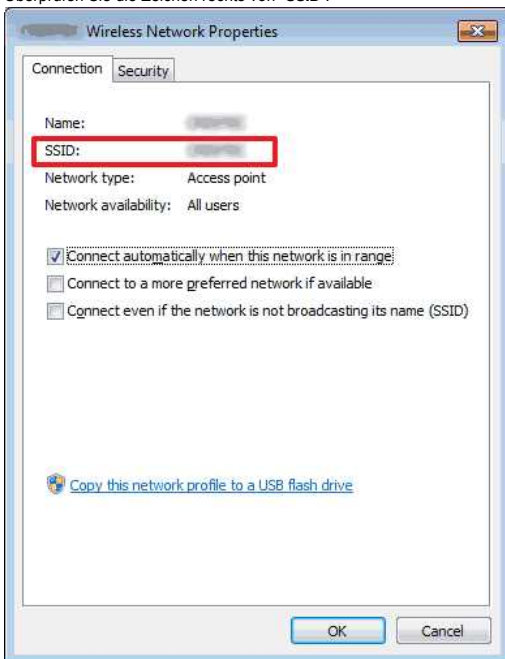 Überprüfen Sie die Zeichen rechts von "SSID".
Wireless Network Properties
Connection Security
Name:
SSID:
Network type: Access point
Network availability: All users
Connect automatically when this network is in range
Connect to a more preferred network if available
Connect even if the network is not broadcasting its name (SSID)
Copy this network profile to a USB flash drive
OK Cancel